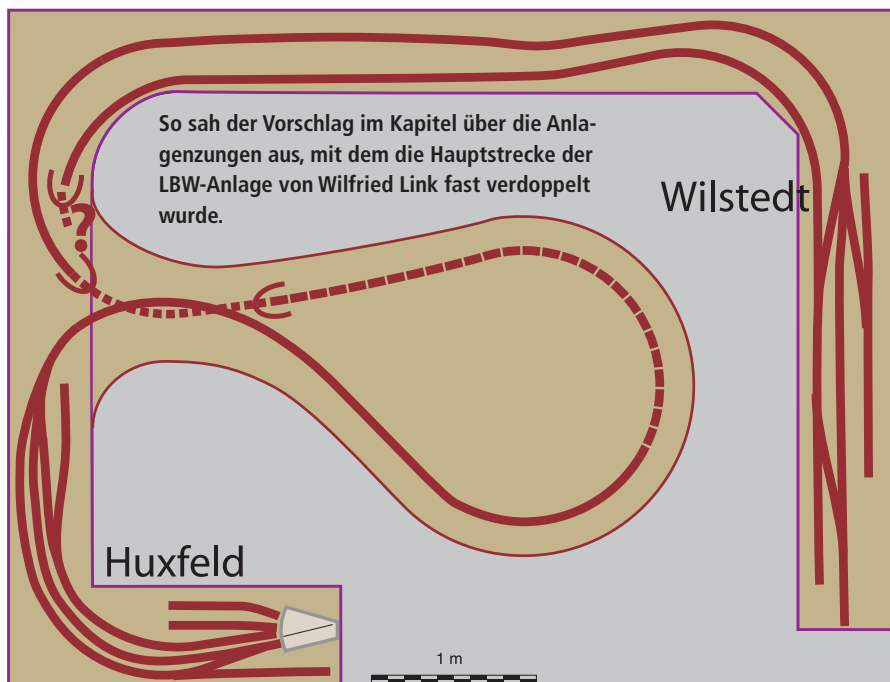 So sah der Vorschlag im Kapitel über die Anla-
genzungen aus, mit dem die Hauptstrecke der
LBW-Anlage von Wilfried Link fast verdoppelt
wurde.
Wilstedt
?
Huxfeld
1 m